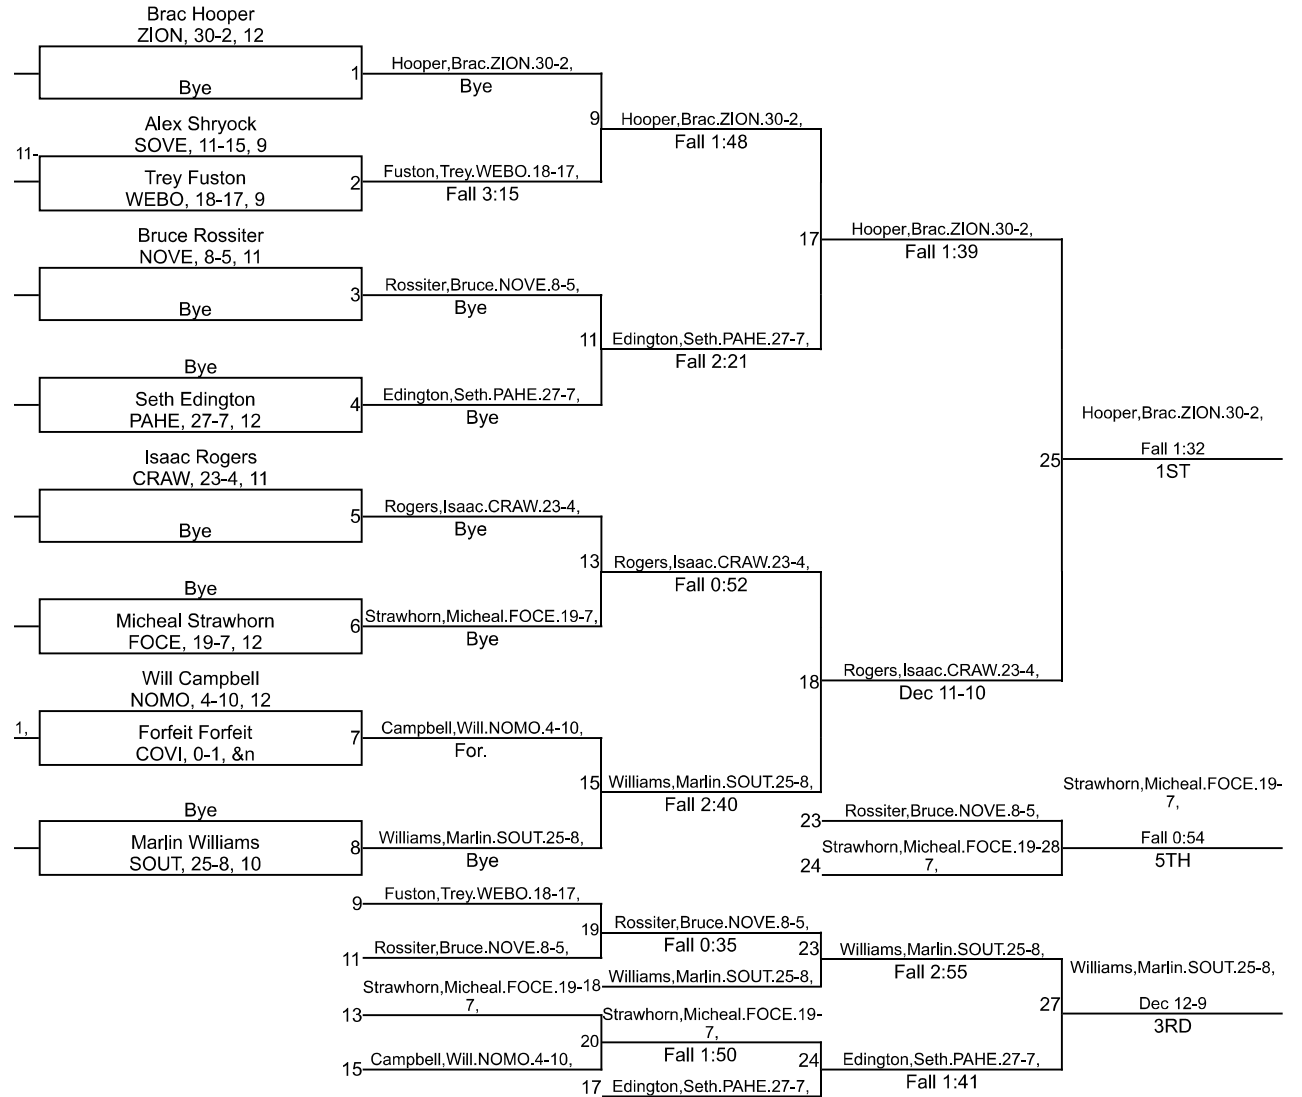 Brac Hooper
ZION, 30-2, 12
1
Bye
Hooper,Brac.ZION.30-2,
Bye
Alex Shryock
SOVE, 11-15, 9
11-
Trey Fuston
WEBO, 18-17, 9
2
Fuston,Trey.WEBO.18-17,
Fall 3:15
9
Hooper,Brac.ZION.30-2,
Fall 1:48
Bruce Rossiter
NOVE, 8-5, 11
3
Bye
Rossiter,Bruce.NOVE.8-5,
Bye
Bye
Seth Edington
PAHE, 27-7, 12
4
Edington,Seth.PAHE.27-7,
Bye
11
Edington,Seth.PAHE.27-7,
Fall 2:21
17
Hooper,Brac.ZION.30-2,
Fall 1:39
Isaac Rogers
CRAW, 23-4, 11
5
Bye
Rogers,Isaac.CRAW.23-4,
Bye
Bye
Micheal Strawhorn
FOCE, 19-7, 12
6
Strawhorn,Micheal.FOCE.19-7,
Bye
13
Rogers,Isaac.CRAW.23-4,
Fall 0:52
Will Campbell
NOMO, 4-10, 12
1,
Forfeit Forfeit
COVI, 0-1, &n
7
Campbell,Will.NOMO.4-10,
For.
Bye
Marlin Williams
SOUT, 25-8, 10
8
Williams,Marlin.SOUT.25-8,
Bye
15
Williams,Marlin.SOUT.25-8,
Fall 2:40
18
Rogers,Isaac.CRAW.23-4,
Dec 11-10
25
Hooper,Brac.ZION.30-2,
Fall 1:32
1ST
23
Rossiter,Bruce.NOVE.8-5,
24
Strawhorn,Micheal.FOCE.19-
7,
28
Strawhorn,Micheal.FOCE.19-
7,
Fall 0:54
5TH
9
Fuston,Trey.WEBO.18-17,
11
Rossiter,Bruce.NOVE.8-5,
19
Rossiter,Bruce.NOVE.8-5,
Fall 0:35
18
Williams,Marlin.SOUT.25-8,
23
Williams,Marlin.SOUT.25-8,
Fall 2:55
13
Strawhorn,Micheal.FOCE.19-
7,
15
Campbell,Will.NOMO.4-10,
20
Strawhorn,Micheal.FOCE.19-
7,
Fall 1:50
17
Edington,Seth.PAHE.27-7,
24
Edington,Seth.PAHE.27-7,
Fall 1:41
27
Williams,Marlin.SOUT.25-8,
Dec 12-9
3RD